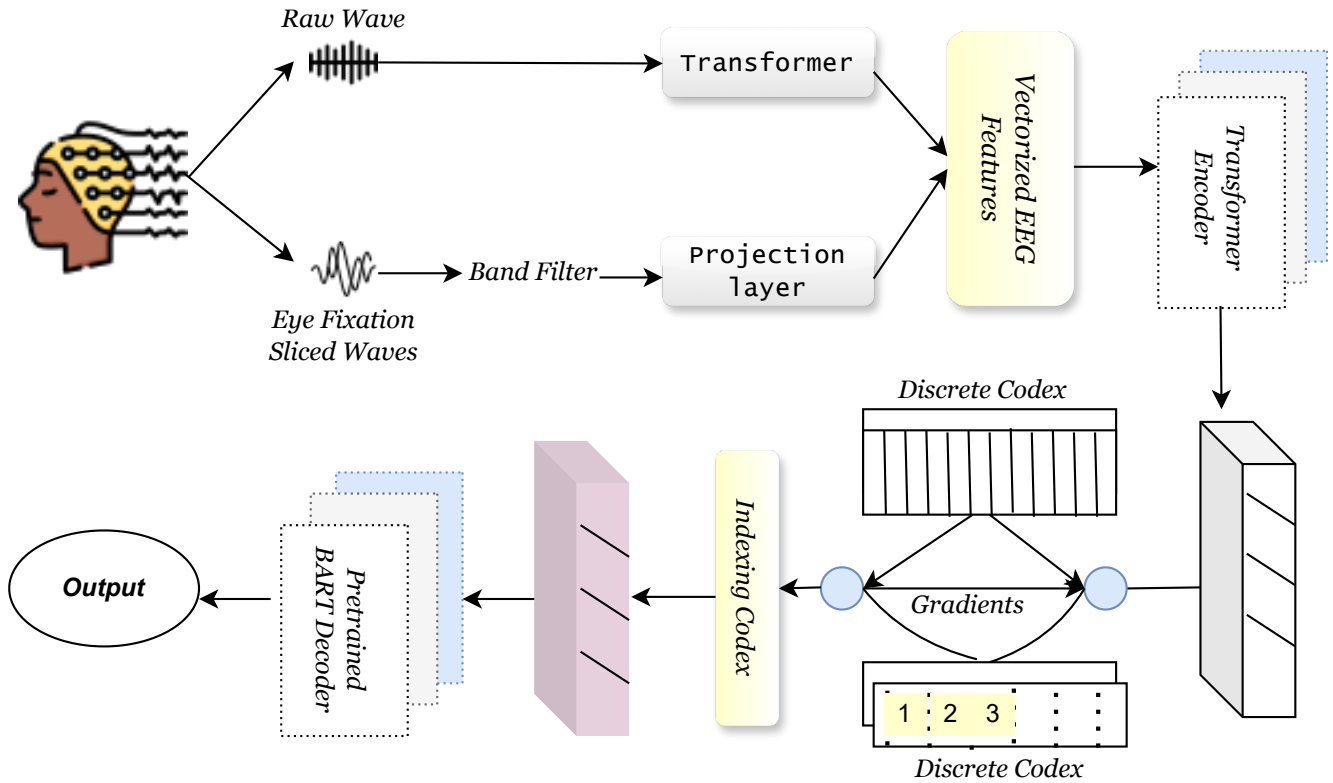 Raw Wave
Transformer
Vectorized EEG
Features
Transformer
Encoder
Eye Fixation
Sliced Waves
Band Filter
Projection
layer
Discrete Codex
Gradients
1 2 3
Discrete Codex
Indexing Codex
Pretrained
BART Decoder
Output